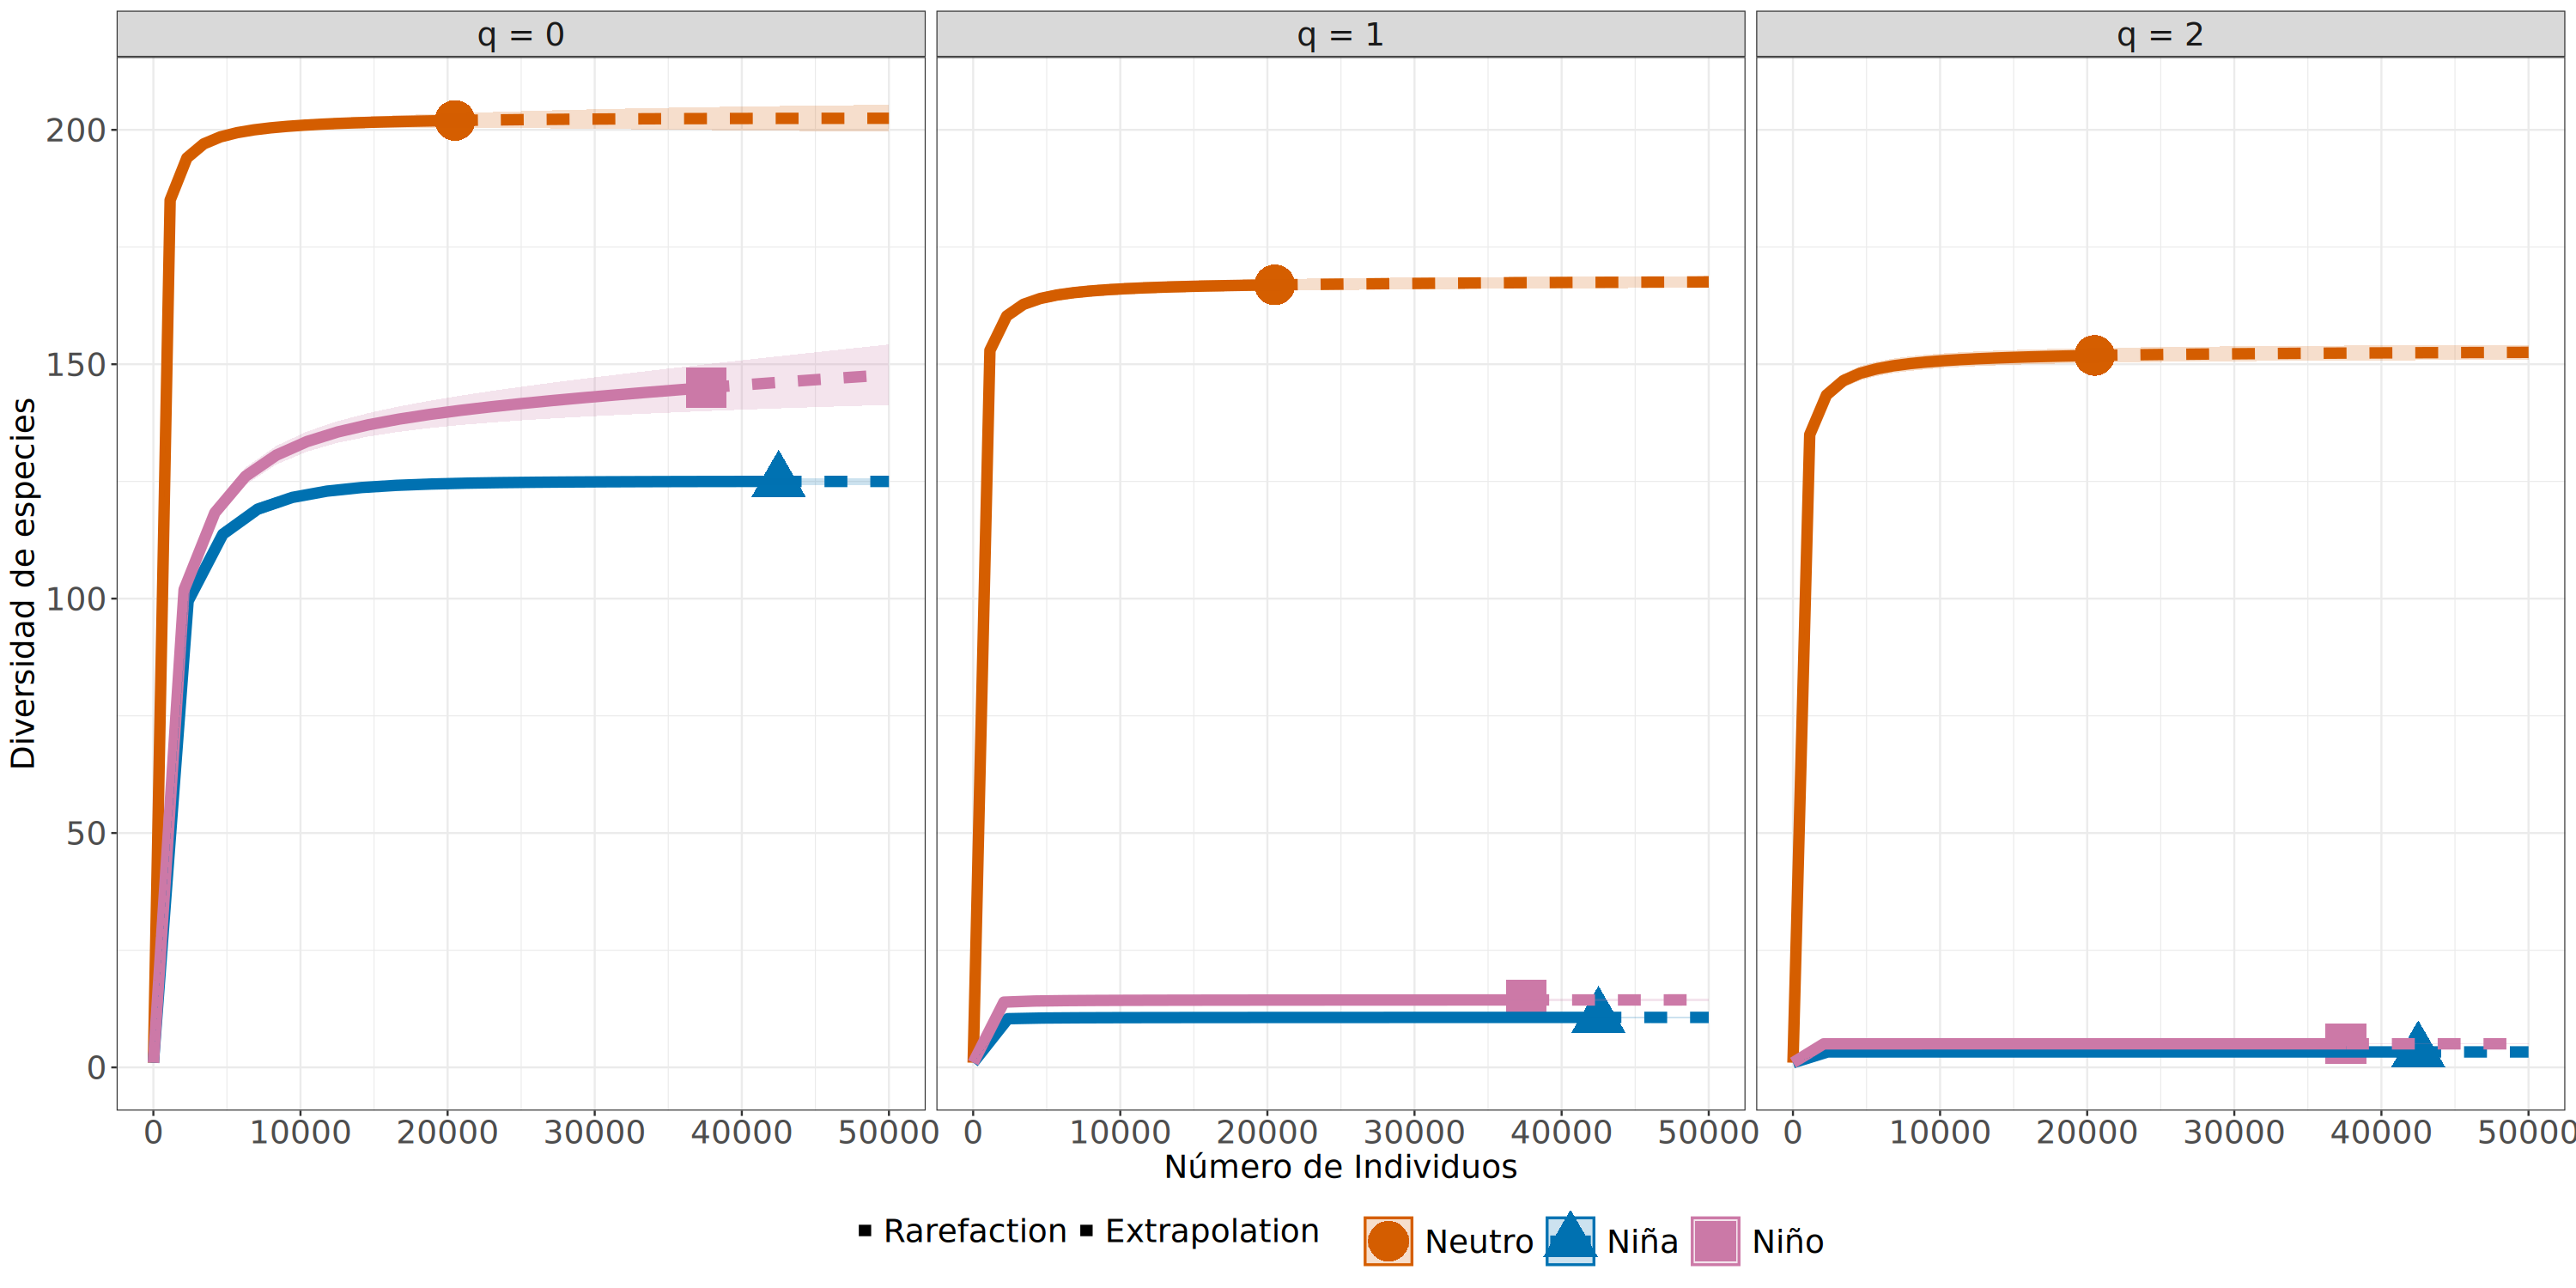 q = 0
q = 1
q = 2
Diversidad de especies
200
150
100
50
0
0 10000 20000 30000 40000 50000
0 10000 20000 30000 40000 50000
0 10000 20000 30000 40000 50000
Número de Individuos
Rarefaction Extrapolation Neutro Niña Niño